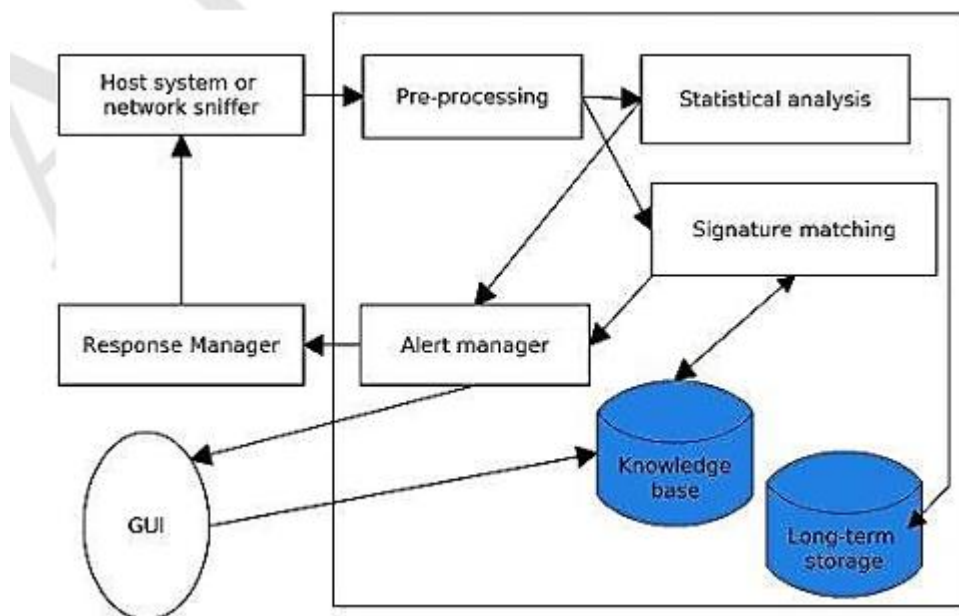 Host system or
network sniffer
Pre-processing
Statistical analysis
Signature matching
Response Manager
Alert manager
Knowledge
base
GUI
Long-term
storage